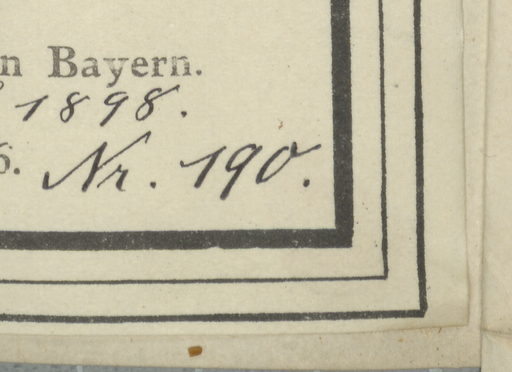 n Bayern.
1898.
6. Nr. 190.